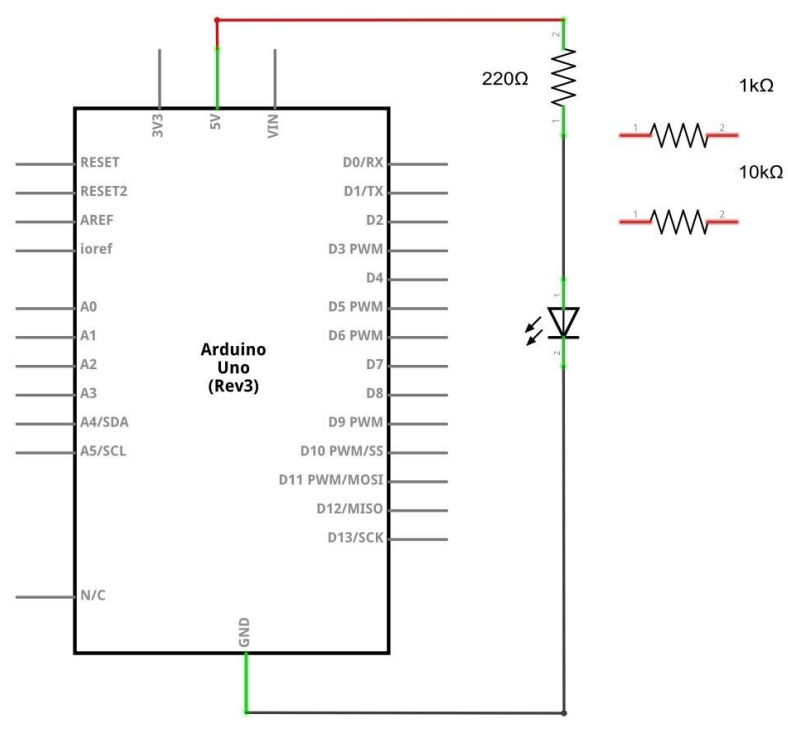 2
220Ω
1
1kΩ
1
2
10kΩ
1
2
3V3
5V
VIN
RESET
RESET2
AREF
ioref
A0
A1
A2
A3
A4/SDA
A5/SCL
N/C
Arduino
Uno
(Rev3)
D0/RX
D1/TX
D2
D3 PWM
D4
D5 PWM
D6 PWM
D7
D8
D9 PWM
D10 PWM/SS
D11 PWM/MOSI
D12/MISO
D13/SCK
GND
1
2